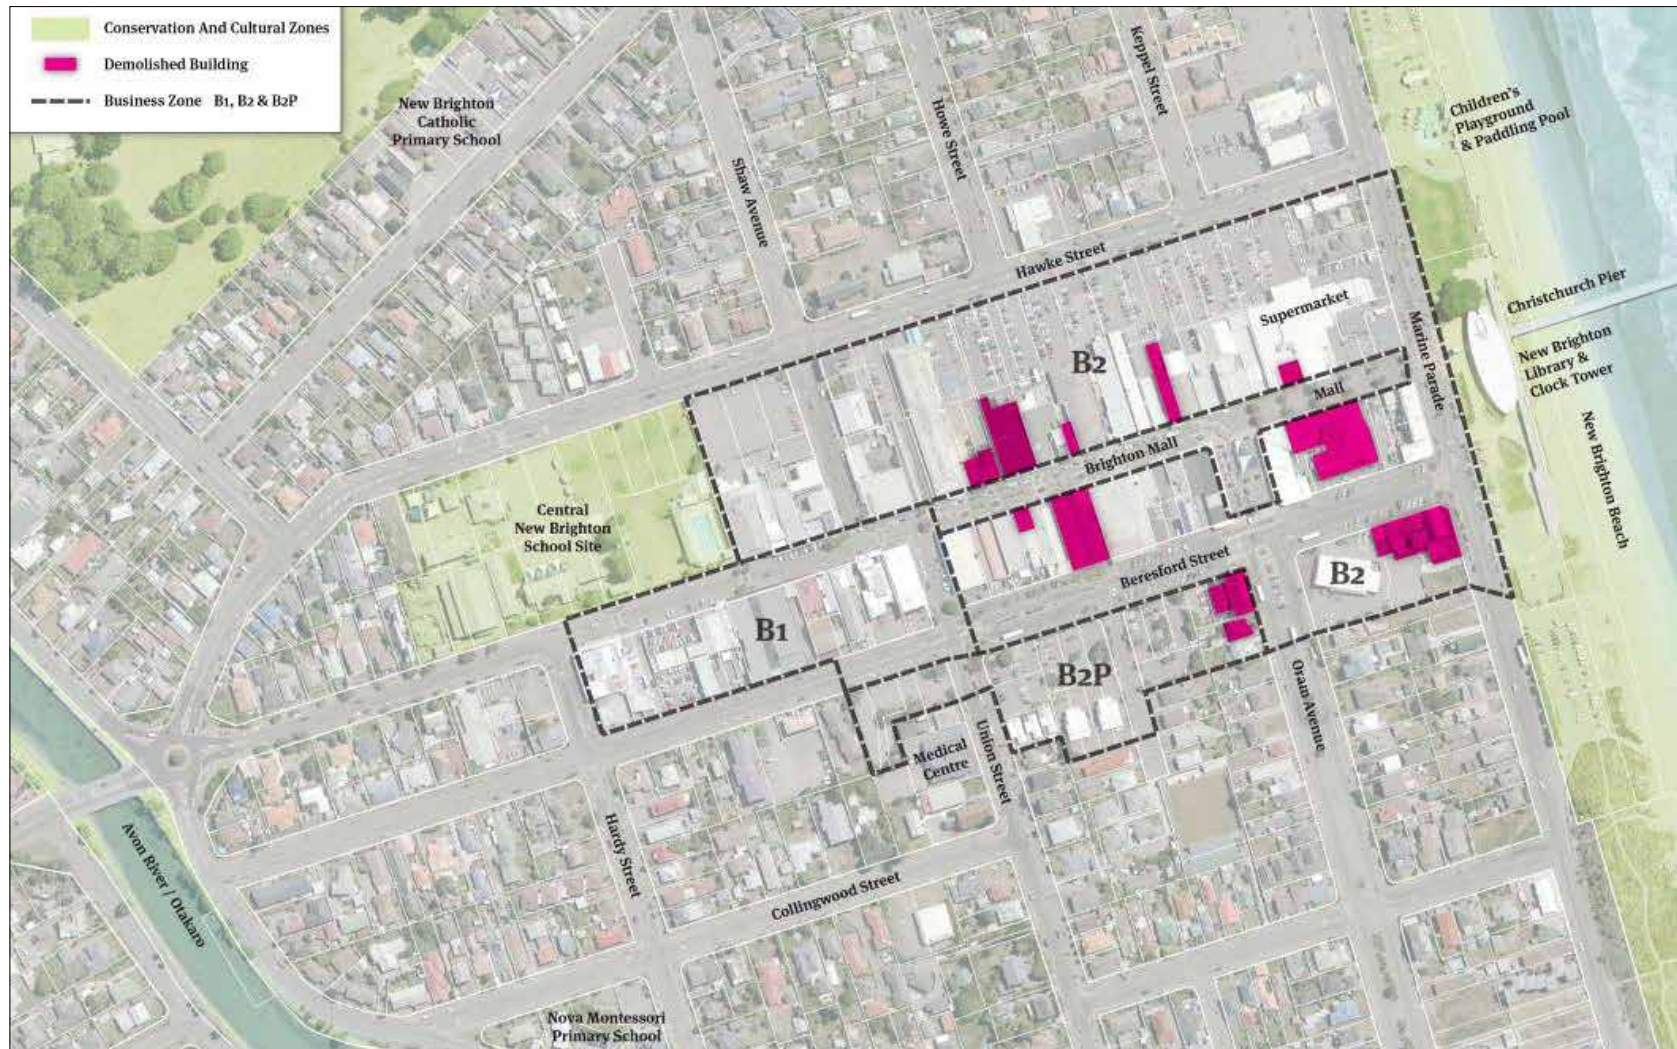 Conservation And Cultural Zones
Demolished Building
Business Zone B1, B2 & B2P
New Brighton
Catholic
Primary School
Shaw Avenue
Howe Street
Keppel Street
Children's
Playground
& Paddling Pool
Hawke Street
Supermarket
Marine Parade
Christchurch Pier
New Brighton
Library &
Clock Tower
New Brighton Beach
B2
Mall
Brighton Mall
Central
New Brighton
School Site
Beresford Street
B2
B1
B2P
Oram Avenue
Medical
Centre
Union Street
Hardy Street
Collingwood Street
Avon River / Otakaro
Nova Montessori
Primary School